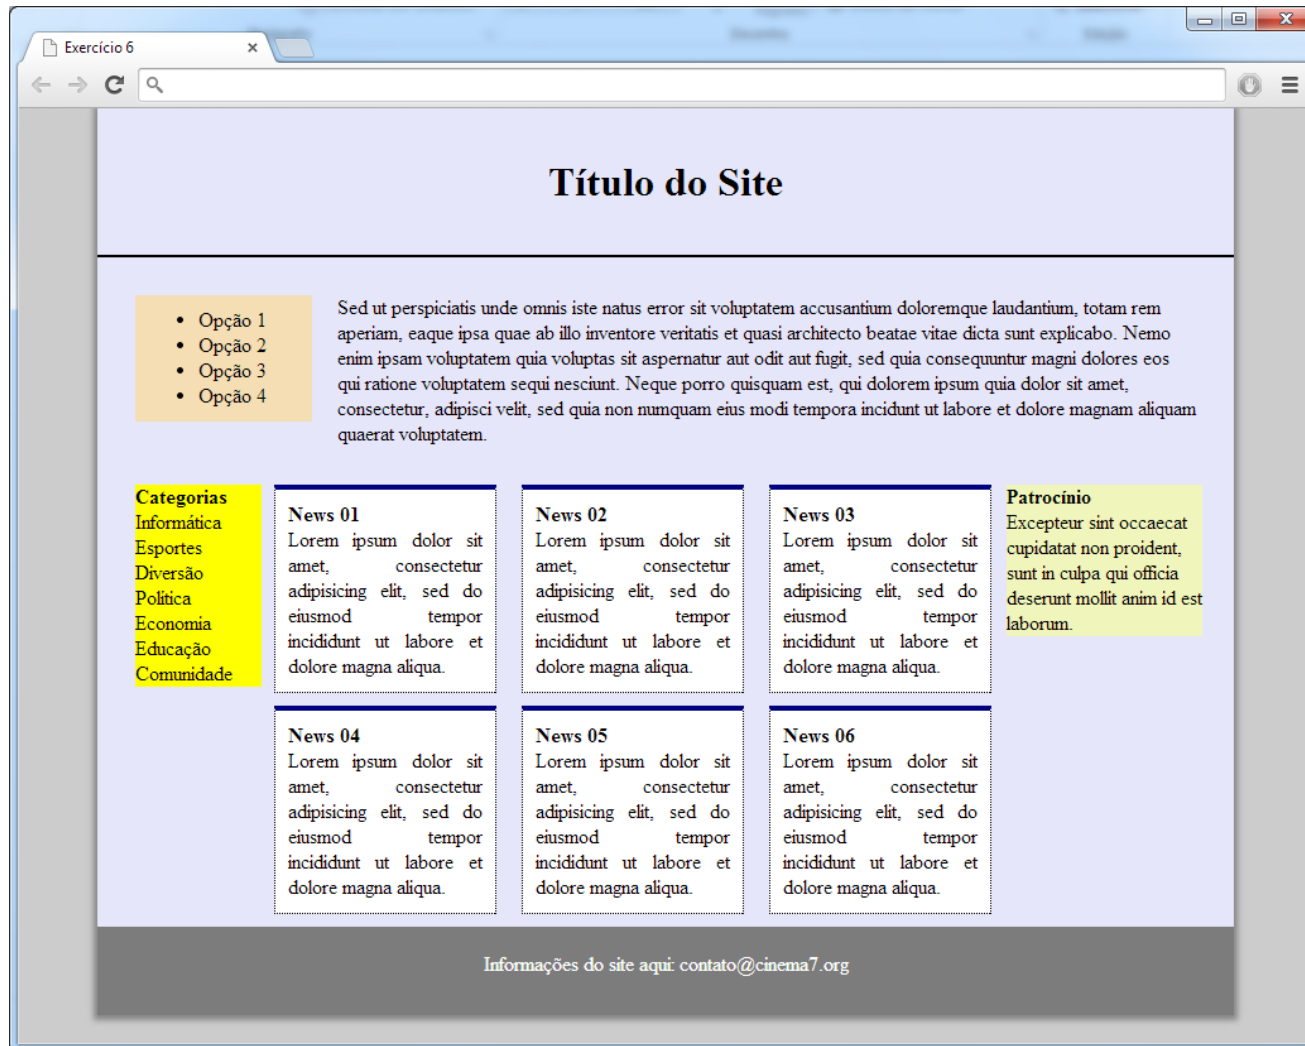 Exercício 6
Título do Site
Opção 1
Opção 2
Opção 3
Opção 4
Sed ut perspiciatis unde omnis iste natus error sit voluptatem accusantium doloremque laudantium, totam rem
aperiam, eaque ipsa quae ab illo inventore veritatis et quasi architecto beatae vitae dicta sunt explicabo. Nemo
enim ipsam voluptatem quia voluptas sit aspernatur aut odit aut fugit, sed quia consequuntur magni dolores eos
qui ratione voluptatem sequi nesciunt. Neque porro quisquam est, qui dolorem ipsum quia dolor sit amet,
consectetur, adipisci velit, sed quia non numquam eius modi tempora incidunt ut labore et dolore magnam aliquam
quaerat voluptatem.
Categorias
Informática
Esportes
Diversão
Política
Economia
Educação
Comunidade
News 01
Lorem ipsum dolor sit
amet, consectetur
adipisicing elit, sed do
eiusmod tempor
incididunt ut labore et
dolore magna aliqua.
News 02
Lorem ipsum dolor sit
amet, consectetur
adipisicing elit, sed do
eiusmod tempor
incididunt ut labore et
dolore magna aliqua.
News 03
Lorem ipsum dolor sit
amet, consectetur
adipisicing elit, sed do
eiusmod tempor
incididunt ut labore et
dolore magna aliqua.
Patrocínio
Excepteur sint occaecat
cupidatat non proident,
sunt in culpa qui officia
deserunt mollit anim id est
laborum.
News 04
Lorem ipsum dolor sit
amet, consectetur
adipisicing elit, sed do
eiusmod tempor
incididunt ut labore et
dolore magna aliqua.
News 05
Lorem ipsum dolor sit
amet, consectetur
adipisicing elit, sed do
eiusmod tempor
incididunt ut labore et
dolore magna aliqua.
News 06
Lorem ipsum dolor sit
amet, consectetur
adipisicing elit, sed do
eiusmod tempor
incididunt ut labore et
dolore magna aliqua.
Informações do site aqui: contato@cinema7.org